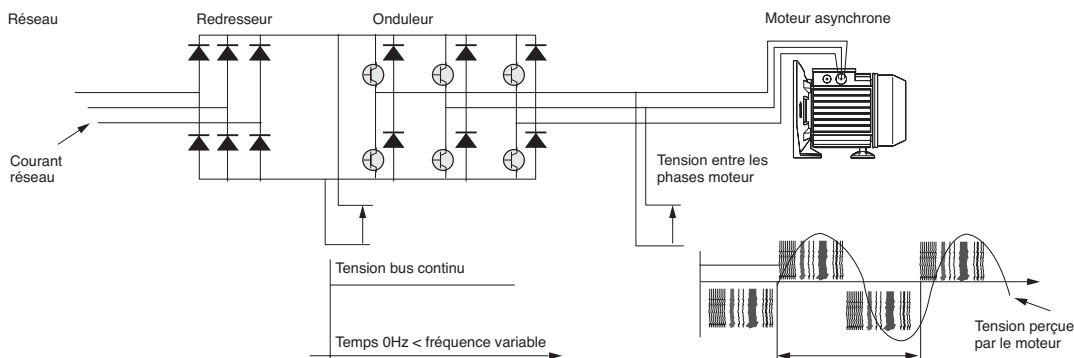 Réseau
Redresseur
Onduleur
Moteur asynchrone
Courant
réseau
Tension entre les
phases moteur
Tension bus continu
Temps 0Hz < fréquence variable
Tension perçue
par le moteur